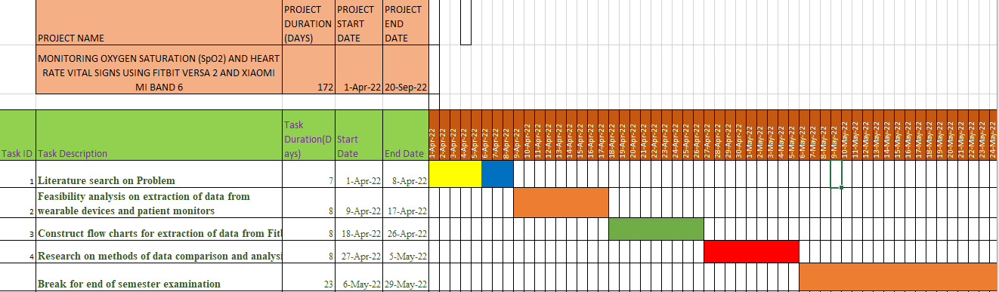 PROJECT NAME
PROJECT DURATION (DAYS)
PROJECT START DATE
PROJECT END DATE
MONITORING OXYGEN SATURATION (SpO2) AND HEART
RATE VITAL SIGNS USING FITBIT VERSA 2 AND XIAOMI
MI BAND 6
172 1-Apr-22 20-Sep-22
Task ID Task Description Task Duration(Days) Start Date End Date
1-Apr-22
2-Apr-22
3-Apr-22
4-Apr-22
5-Apr-22
6-Apr-22
7-Apr-22
8-Apr-22
9-Apr-22
10-Apr-22
11-Apr-22
12-Apr-22
13-Apr-22
14-Apr-22
15-Apr-22
16-Apr-22
17-Apr-22
18-Apr-22
19-Apr-22
20-Apr-22
21-Apr-22
22-Apr-22
23-Apr-22
24-Apr-22
25-Apr-22
26-Apr-22
27-Apr-22
28-Apr-22
29-Apr-22
30-Apr-22
1-May-22
2-May-22
3-May-22
4-May-22
5-May-22
6-May-22
7-May-22
8-May-22
9-May-22
10-May-22
11-May-22
12-May-22
13-May-22
14-May-22
15-May-22
16-May-22
17-May-22
18-May-22
19-May-22
20-May-22
21-May-22
22-May-22
23-May-22
24-May-22
1 Literature search on Problem 7 1-Apr-22 8-Apr-22
Feasibility analysis on extraction of data from
2 wearable devices and patient monitors 8 9-Apr-22 17-Apr-22
3 Construct flow charts for extraction of data from Fitl 8 18-Apr-22 26-Apr-22
4 Research on methods of data comparison and analysi 8 27-Apr-22 5-May-22
Break for end of semester examination 23 6-May-22 29-May-22